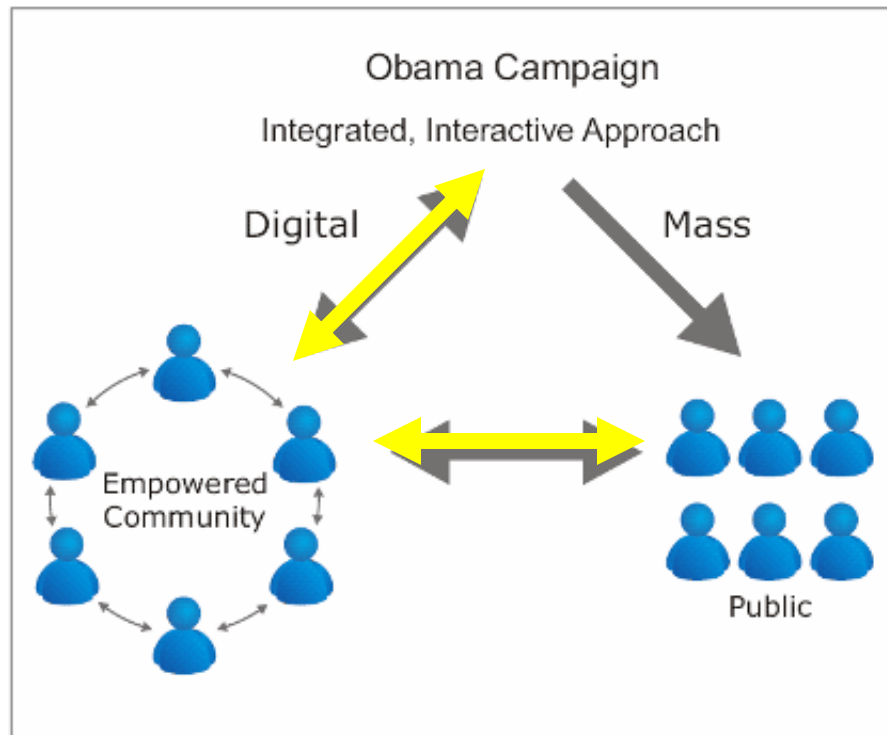 Obama Campaign
Integrated, Interactive Approach
Digital
Mass
Empowered
Community
Public